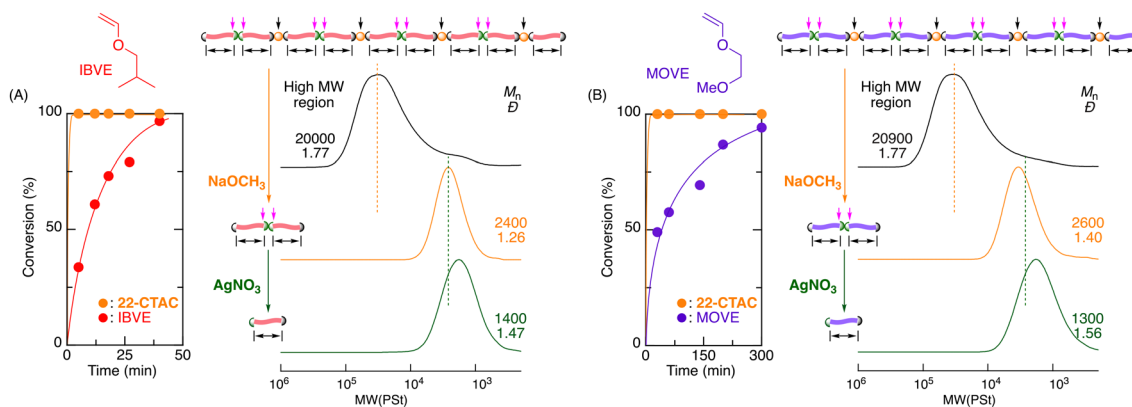 IBVE
(A)
100
50
0
0
25
50
Conversion (%)
Time (min)
: 22-CTAC
: IBVE
High MW
region
Mn
Đ
20000
1.77
NaOCH3
2400
1.26
AgNO3
1400
1.47
10^6
10^5
10^4
10^3
MW(PSt)
O
O
MeO
MOVE
(B)
100
50
0
0
150
300
Conversion (%)
Time (min)
: 22-CTAC
: MOVE
High MW
region
Mn
Đ
20900
1.77
NaOCH3
2600
1.40
AgNO3
1300
1.56
10^6
10^5
10^4
10^3
MW(PSt)
O